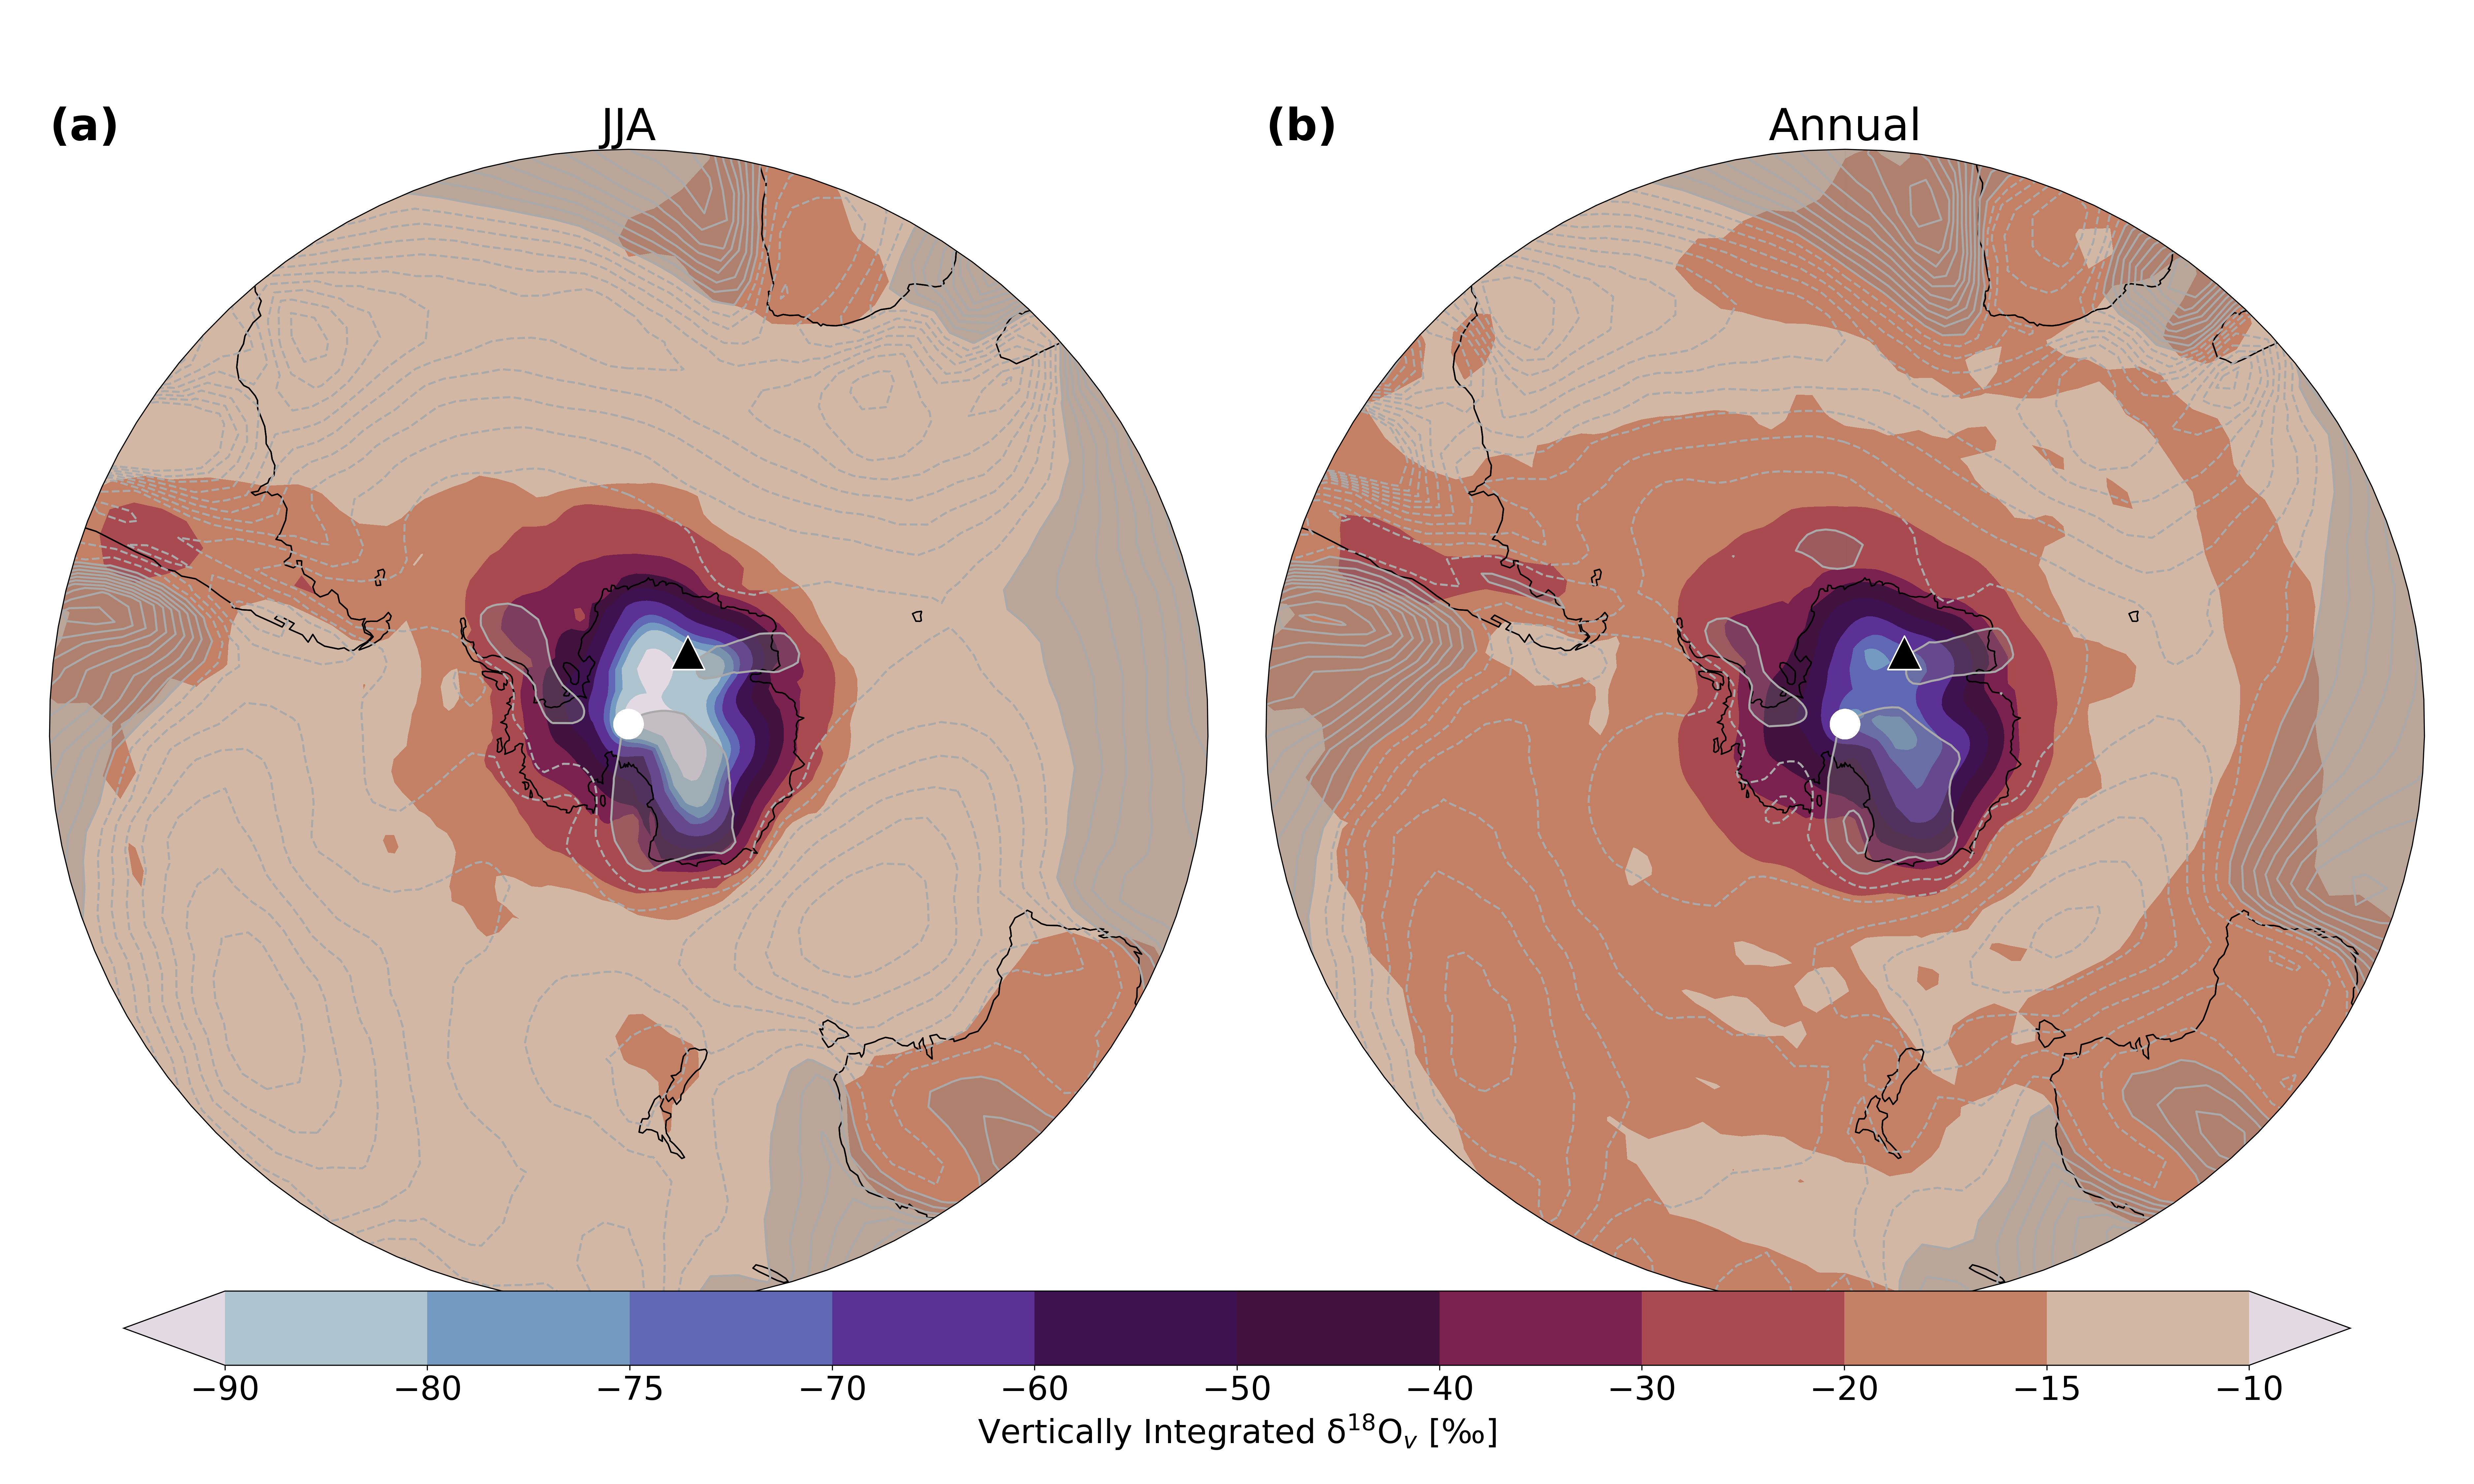 (a)
JJA
(b)
Annual
−90 −80 −75 −70 −60 −50 −40 −30 −20 −15 −10
Vertically Integrated δ¹⁸Oᵥ [‰]